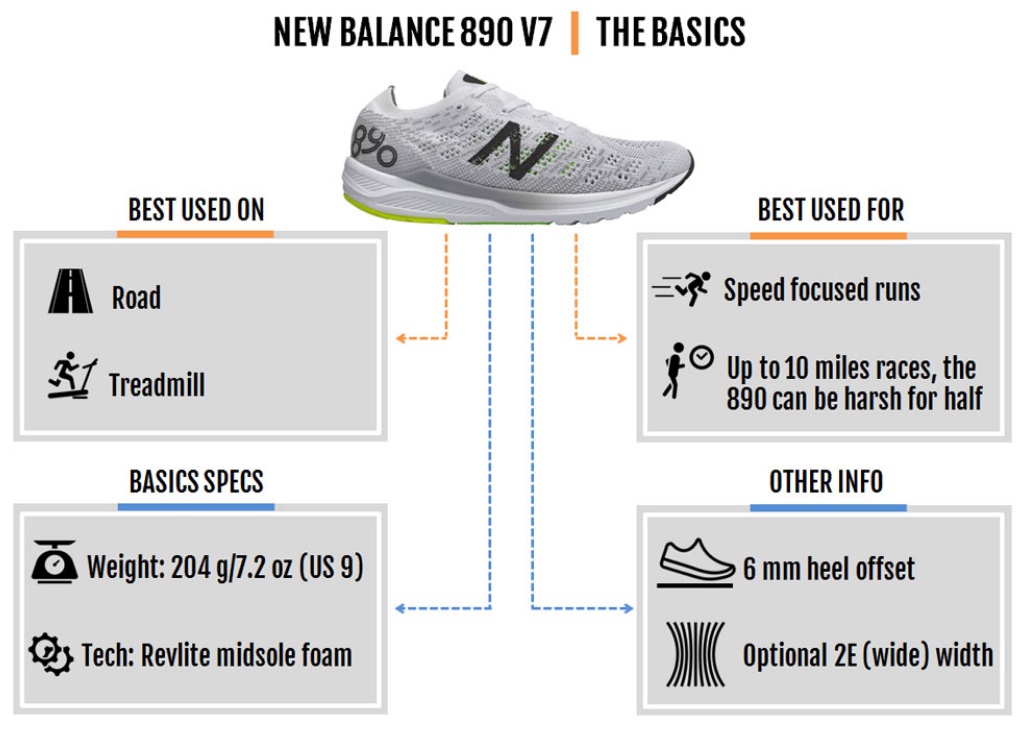 NEW BALANCE 890 V7 | THE BASICS
890
N
BEST USED ON
Road
Treadmill
BEST USED FOR
Speed focused runs
Up to 10 miles races, the
890 can be harsh for half
BASICS SPECS
Weight: 204 g/7.2 oz (US 9)
Tech: Revlite midsole foam
OTHER INFO
6 mm heel offset
Optional 2E (wide) width